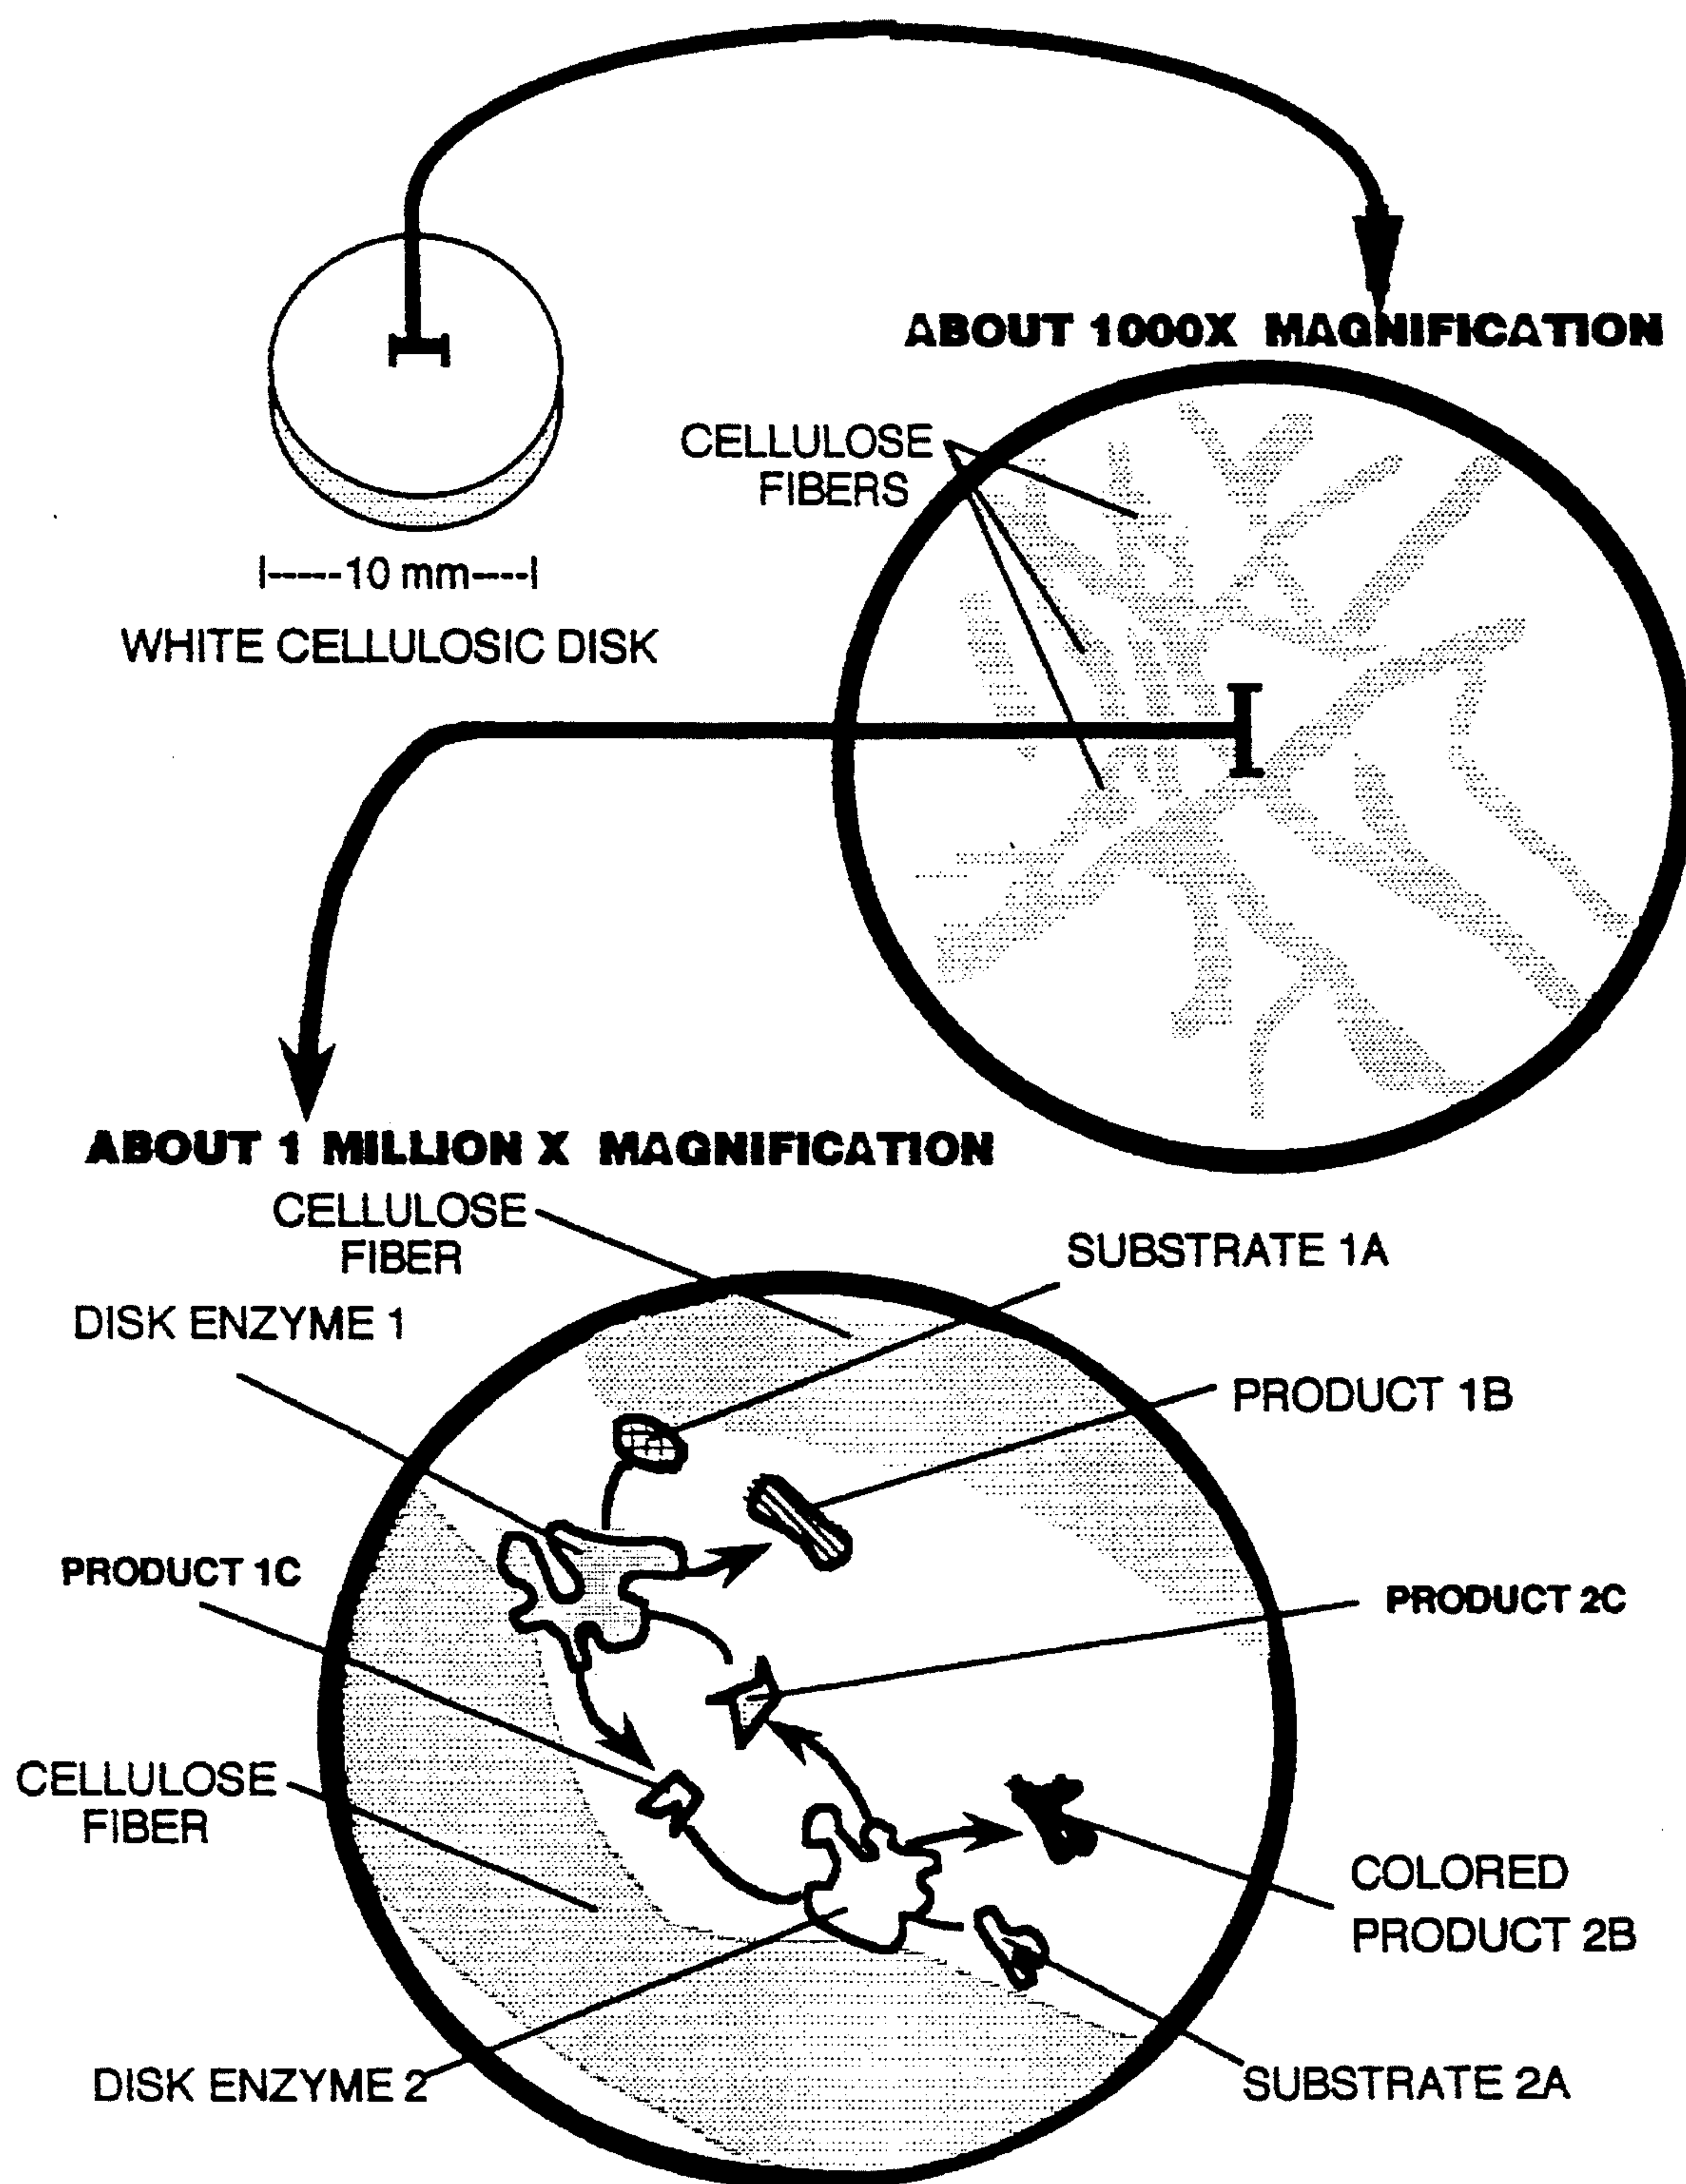 ABOUT 1000X MAGNIFICATION
CELLULOSE
FIBERS
|-----10 mm----|
WHITE CELLULOSIC DISK
ABOUT 1 MILLION X MAGNIFICATION
CELLULOSE
FIBER
SUBSTRATE 1A
DISK ENZYME 1
PRODUCT 1B
PRODUCT 1C
PRODUCT 2C
CELLULOSE
FIBER
COLORED
PRODUCT 2B
DISK ENZYME 2
SUBSTRATE 2A